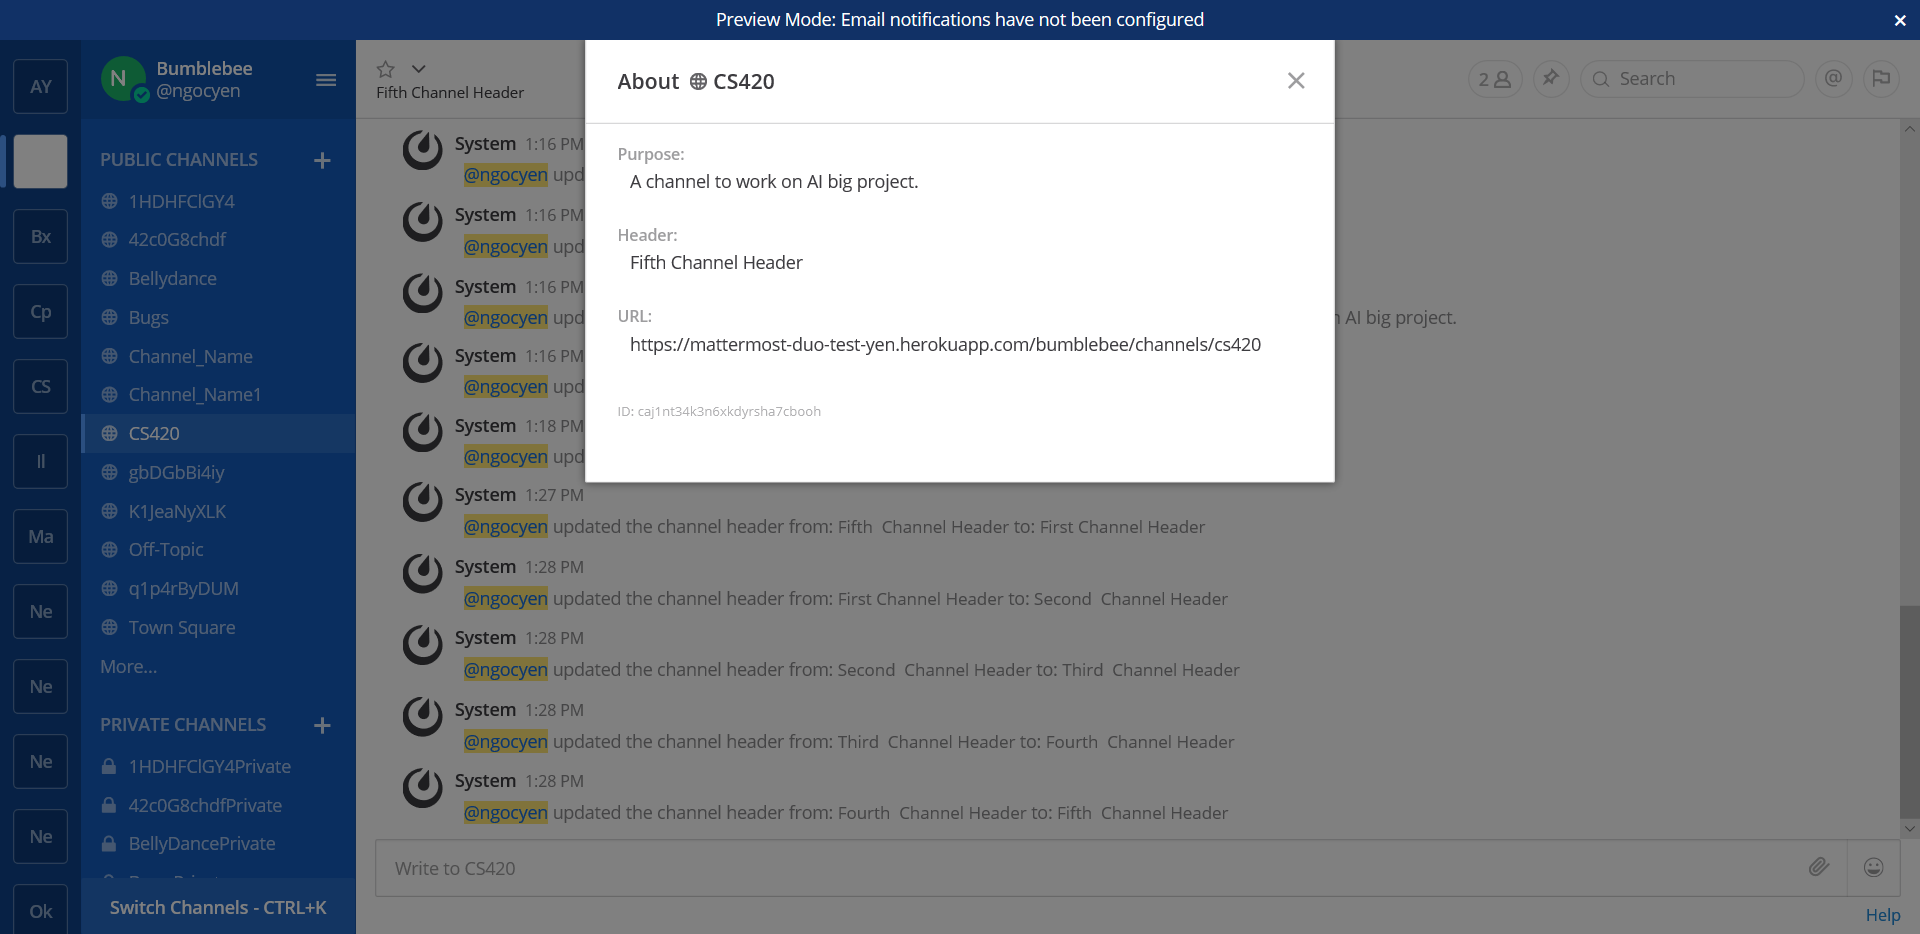 Preview Mode: Email notifications have not been configured
AY
Bx
Cp
CS
Il
Ma
Ne
Ne
Ne
Ne
Ok
N
Bumblebee
@ngocyen
PUBLIC CHANNELS
1HDHFClGY4
42c0G8chdf
Bellydance
Bugs
Channel_Name
Channel_Name1
CS420
gbDGbBi4iy
K1JeaNyXLK
Off-Topic
q1p4rByDUM
Town Square
More...
PRIVATE CHANNELS
1HDHFClGY4Private
42c0G8chdfPrivate
BellyDancePrivate
Switch Channels - CTRL+K
Fifth Channel Header
2
Search
@
About CS420
Purpose:
A channel to work on AI big project.
Header:
Fifth Channel Header
URL:
https://mattermost-duo-test-yen.herokuapp.com/bumblebee/channels/cs420
ID: caj1nt34k3n6xkdyrsha7cbooh
System 1:16 PM
@ngocyen upd
System 1:16 PM
@ngocyen upd
System 1:16 PM
@ngocyen upd AI big project.
System 1:16 PM
@ngocyen upd
System 1:18 PM
@ngocyen upd
System 1:27 PM
@ngocyen updated the channel header from: Fifth Channel Header to: First Channel Header
System 1:28 PM
@ngocyen updated the channel header from: First Channel Header to: Second Channel Header
System 1:28 PM
@ngocyen updated the channel header from: Second Channel Header to: Third Channel Header
System 1:28 PM
@ngocyen updated the channel header from: Third Channel Header to: Fourth Channel Header
System 1:28 PM
@ngocyen updated the channel header from: Fourth Channel Header to: Fifth Channel Header
Write to CS420
Help